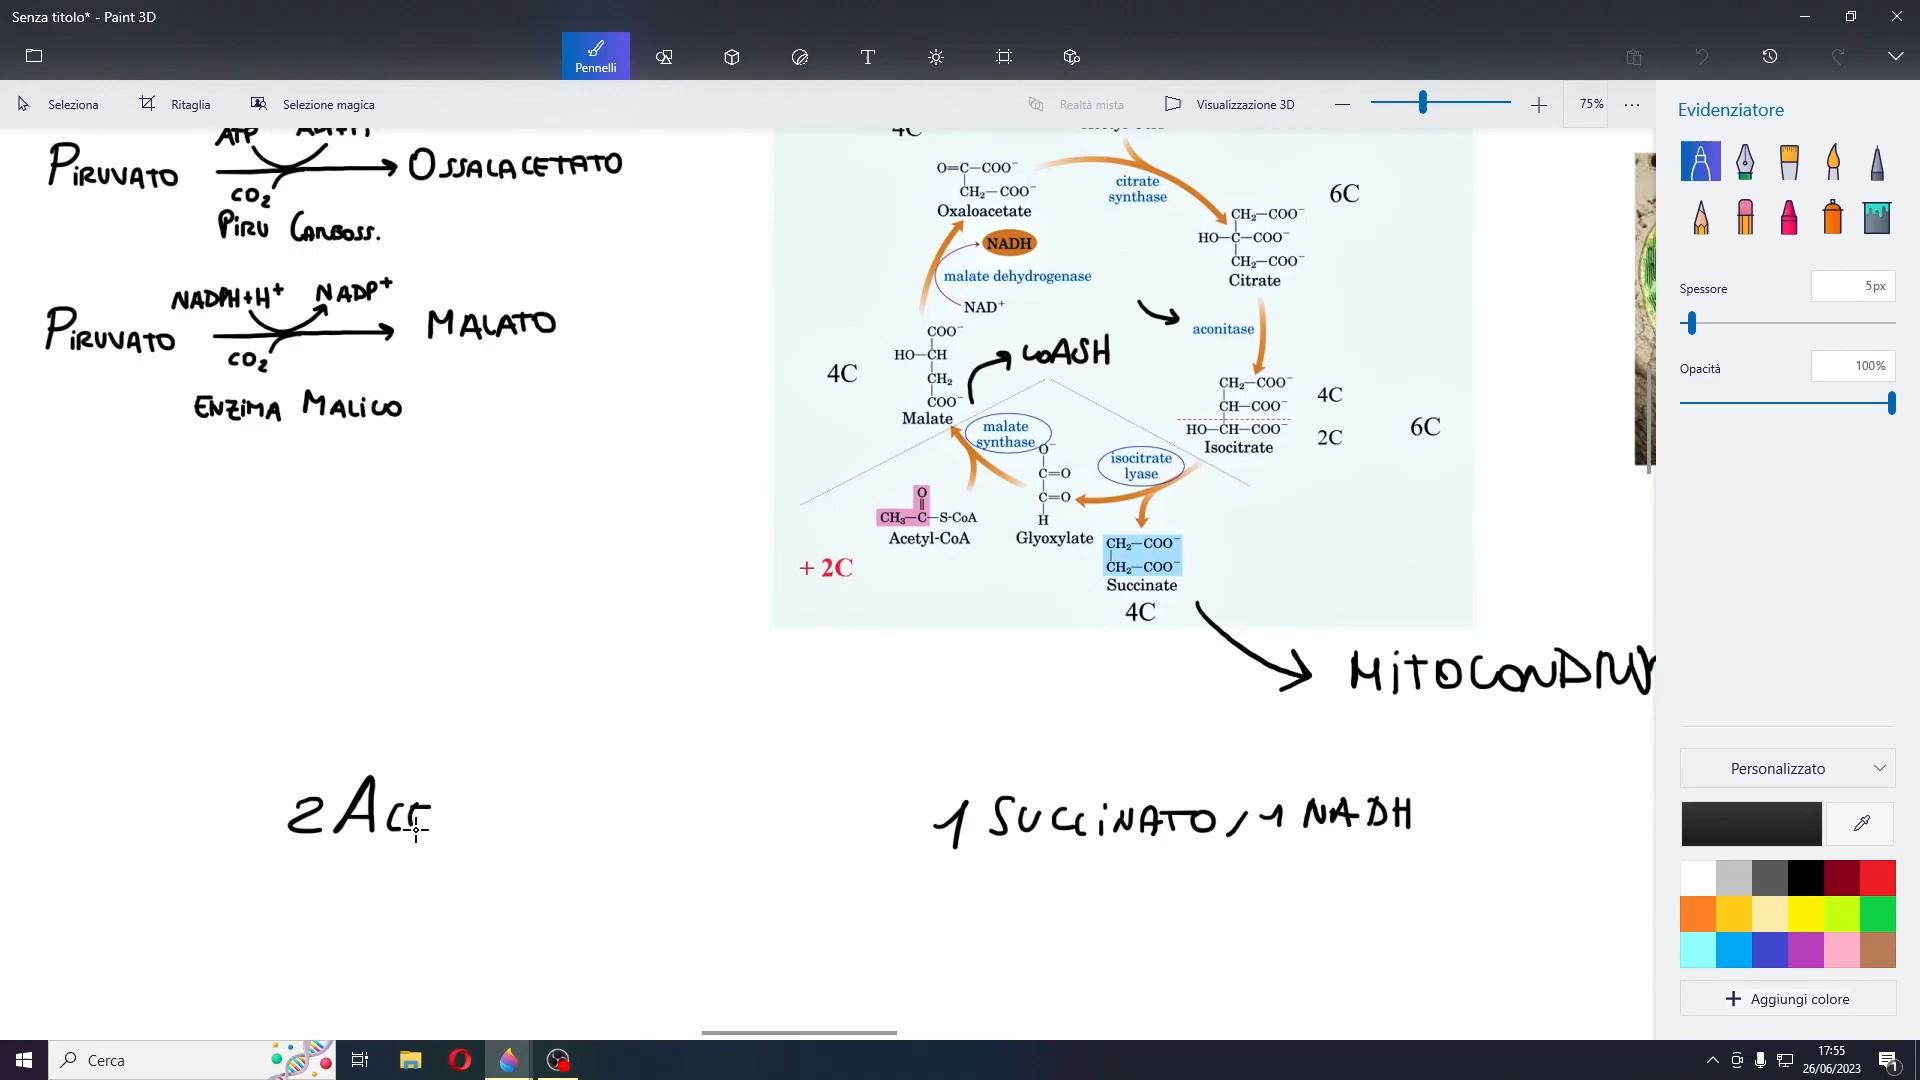 Senza titolo* - Paint 3D
Pennelli
Seleziona
Ritaglia
Selezione magica
Realtà mista
Visualizzazione 3D
75%
Evidenziatore
Spessore
5px
Opacità
100%
Personalizzato
Aggiungi colore
ATP
PIRUVATO
OSSALACETATO
CO2
PIRU CARBOSS.
NADPH+H+
NADP+
PIRUVATO
MALATO
CO2
ENZIMA MALICO
4C
O=C—COO⁻
CH₂—COO⁻
Oxaloacetate
citrate
synthase
6C
CH₂—COO⁻
HO—C—COO⁻
CH₂—COO⁻
Citrate
NADH
malate dehydrogenase
NAD⁺
aconitase
COO⁻
HO—CH
CH₂
COO⁻
Malate
4C
CoASH
CH₂—COO⁻
CH—COO⁻
HO—CH—COO⁻
Isocitrate
4C
2C
6C
malate
synthase
isocitrate
lyase
O⁻
C=O
C=O
H
Glyoxylate
O
CH₃—C—S-CoA
Acetyl-CoA
+ 2C
CH₂—COO⁻
CH₂—COO⁻
Succinate
4C
2 Ace
1 SUCCINATO, 1 NADH
Cerca
17:55
26/06/2023
1